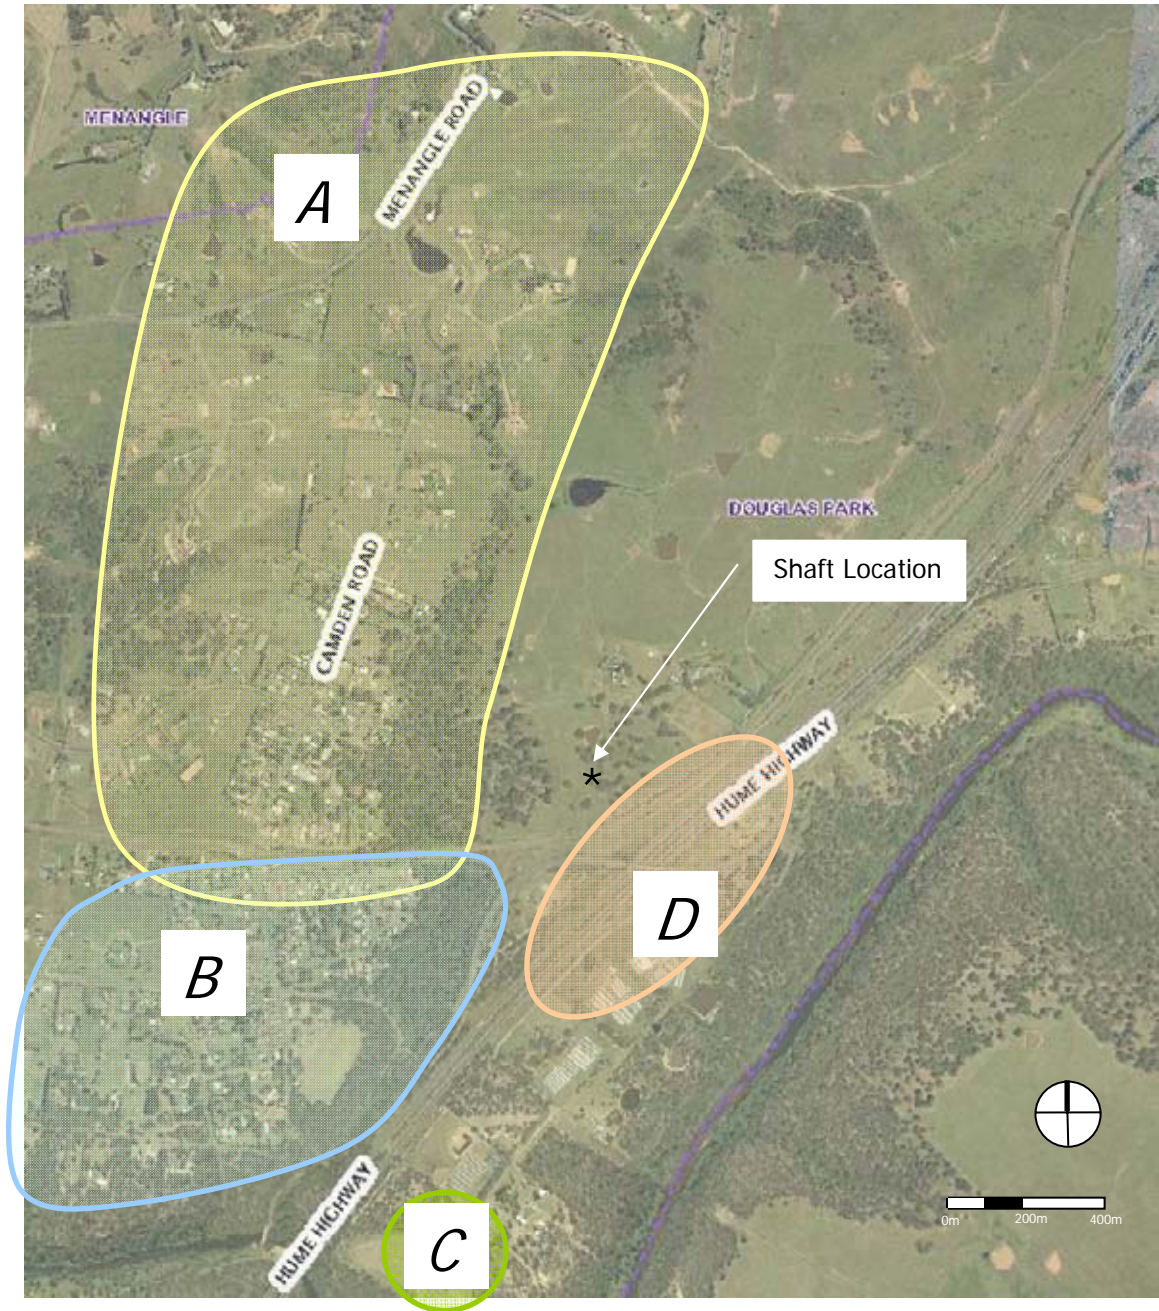 MENANGLE
MENANGLE ROAD
A
DOUGLAS PARK
Shaft Location
CAMDEN ROAD
*
HUME HIGHWAY
D
B
HUME HIGHWAY
C
0m 200m 400m